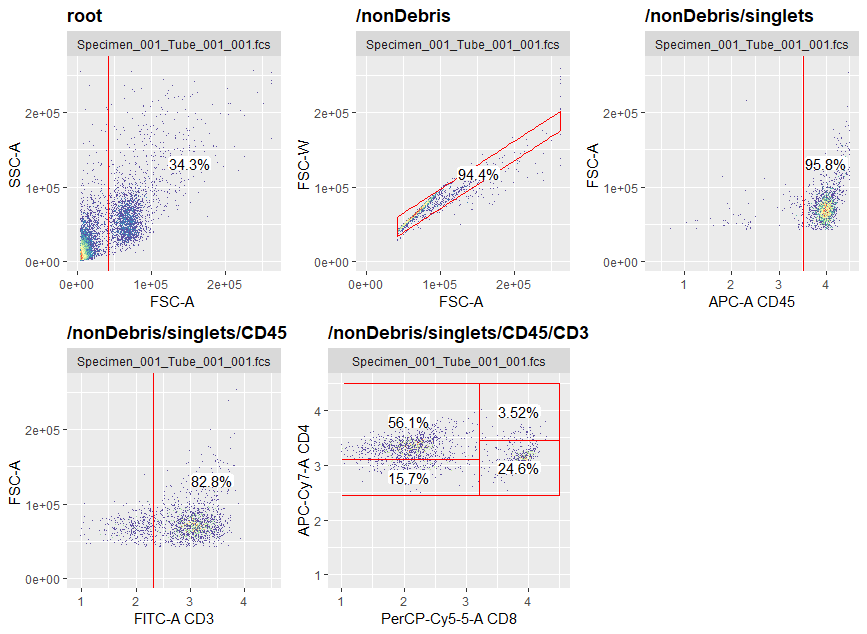 root
Specimen_001_Tube_001_001.fcs
SSC-A
2e+05
1e+05
0e+00
34.3%
0e+00 1e+05 2e+05
FSC-A
/nonDebris
Specimen_001_Tube_001_001.fcs
FSC-W
2e+05
1e+05
0e+00
94.4%
0e+00 1e+05 2e+05
FSC-A
/nonDebris/singlets
Specimen_001_Tube_001_001.fcs
FSC-A
2e+05
1e+05
0e+00
95.8%
1 2 3 4
APC-A CD45
/nonDebris/singlets/CD45
Specimen_001_Tube_001_001.fcs
FSC-A
2e+05
1e+05
0e+00
82.8%
1 2 3 4
FITC-A CD3
/nonDebris/singlets/CD45/CD3
Specimen_001_Tube_001_001.fcs
APC-Cy7-A CD4
4
3
2
1
56.1%
3.52%
15.7%
24.6%
1 2 3 4
PerCP-Cy5-5-A CD8